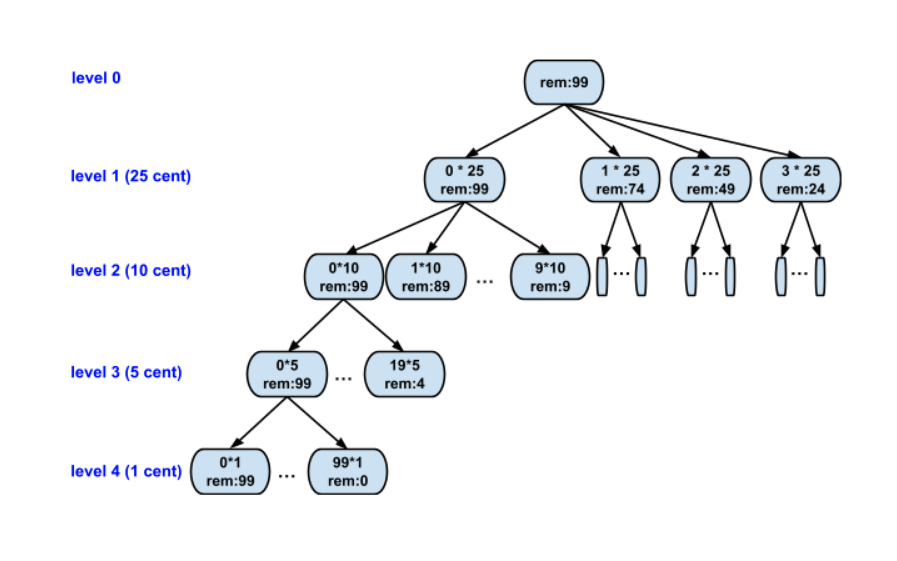 level 0
rem:99
level 1 (25 cent)
0 * 25
rem:99
1 * 25
rem:74
2 * 25
rem:49
3 * 25
rem:24
level 2 (10 cent)
0*10
rem:99
1*10
rem:89
...
9*10
rem:9
...
...
...
level 3 (5 cent)
0*5
rem:99
...
19*5
rem:4
level 4 (1 cent)
0*1
rem:99
...
99*1
rem:0